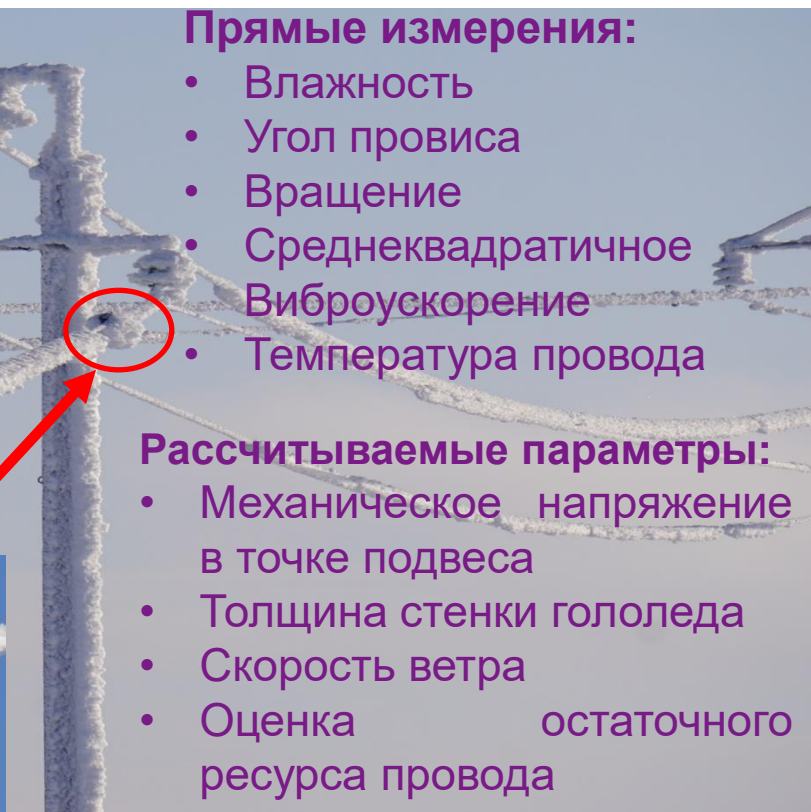 Прямые измерения:
• Влажность
• Угол провиса
• Вращение
• Среднеквадратичное
Виброускорение
• Температура провода
Рассчитываемые параметры:
• Механическое напряжение
в точке подвеса
• Толщина стенки гололеда
• Скорость ветра
• Оценка остаточного
ресурса провода